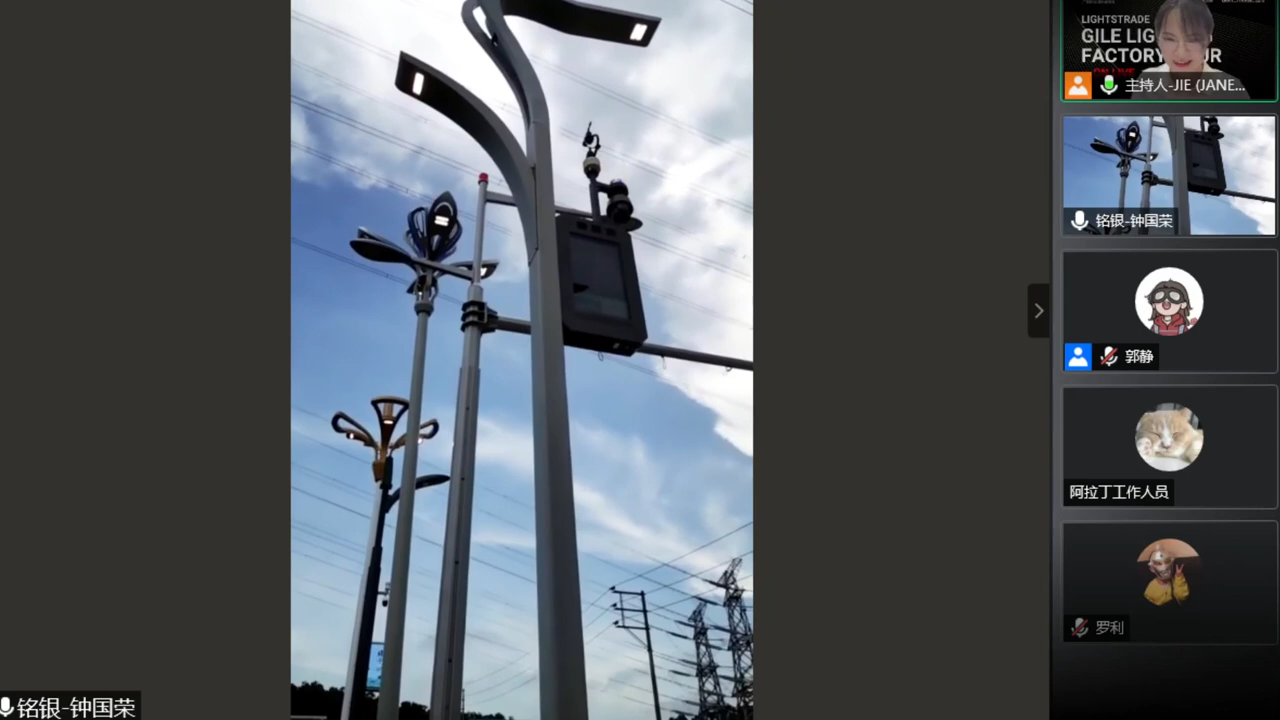 LIGHTSTRADE
GILE LIG
FACTORY UR
主持人-JIE (JANE...
铭银-钟国荣
郭静
阿拉丁工作人员
罗利
铭银-钟国荣